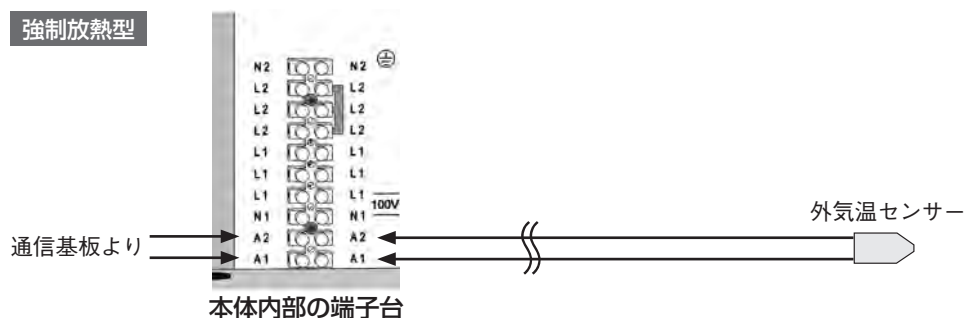 強制放熱型
N2 N2
L2 L2
L2 L2
L2 L2
L1 L1
L1 L1
L1 L1
100V
N1 N1
A2 A2
A1 A1
通信基板より
外気温センサー
本体内部の端子台